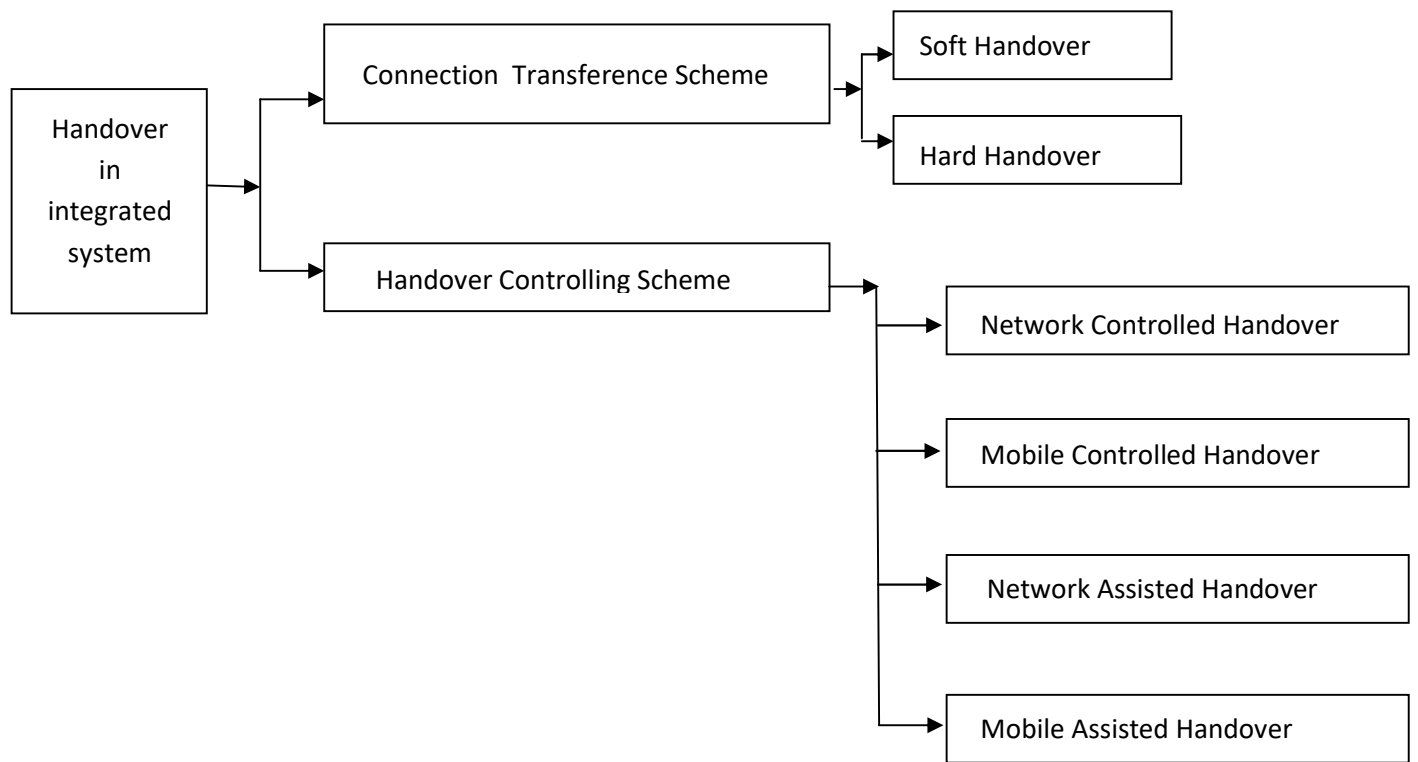 Handover
in
integrated
system
Connection  Transference Scheme
Soft Handover
Hard Handover
Handover Controlling Scheme
Network Controlled Handover
Mobile Controlled Handover
Network Assisted Handover
Mobile Assisted Handover